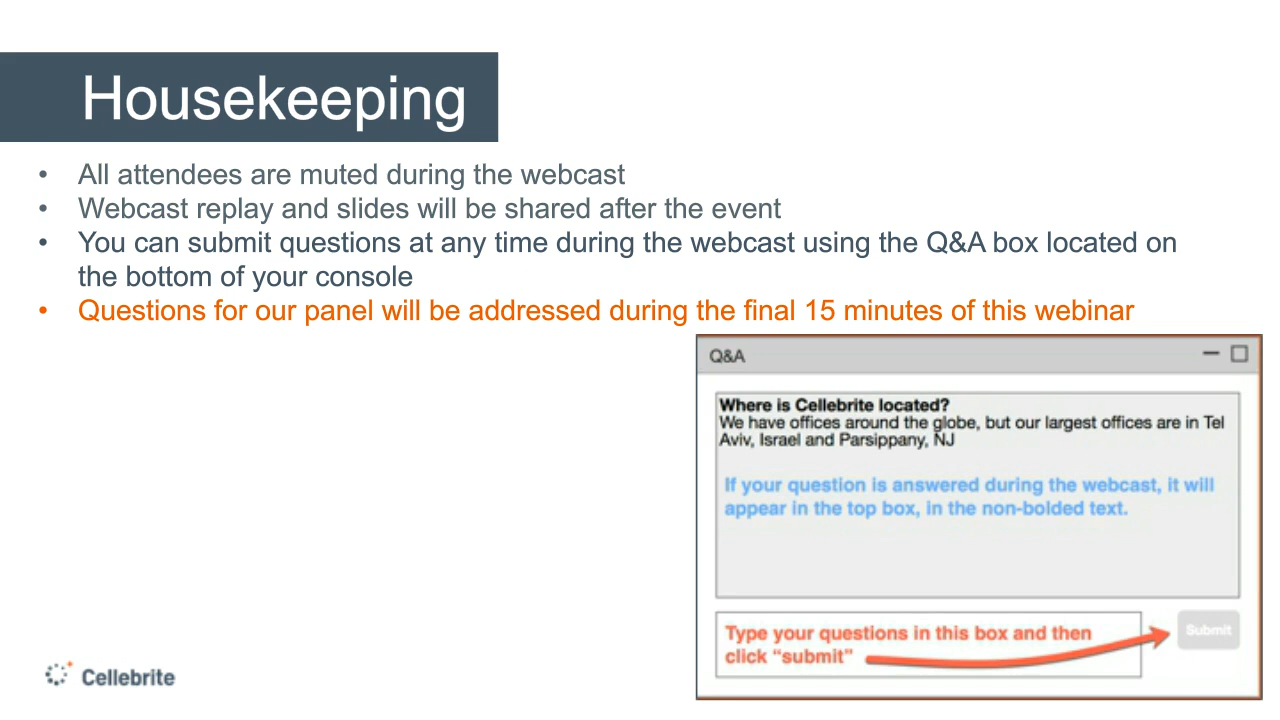 Housekeeping
• All attendees are muted during the webcast
• Webcast replay and slides will be shared after the event
• You can submit questions at any time during the webcast using the Q&A box located on
the bottom of your console
• Questions for our panel will be addressed during the final 15 minutes of this webinar
Q&A
Where is Cellebrite located?
We have offices around the globe, but our largest offices are in Tel
Aviv, Israel and Parsippany, NJ
If your question is answered during the webcast, it will
appear in the top box, in the non-bolded text.
Type your questions in this box and then
click “submit”
Submit
Cellebrite